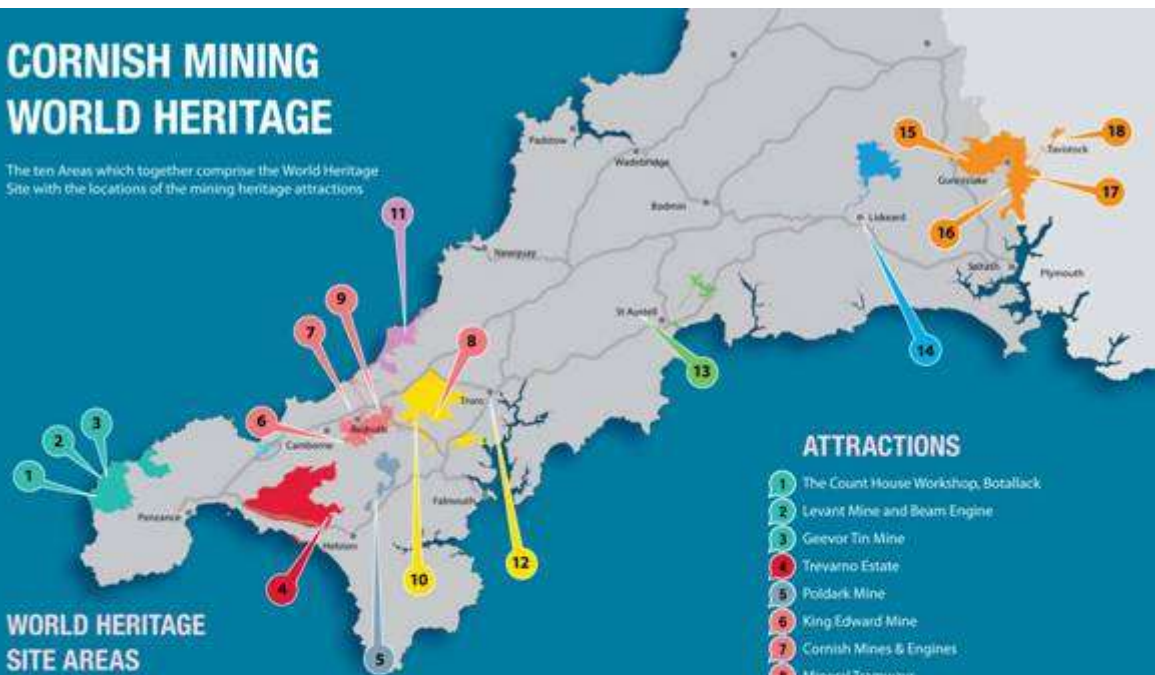 CORNISH MINING
WORLD HERITAGE
The ten Areas which together comprise the World Heritage
Site with the locations of the mining heritage attractions
Padstow
Wadebridge
Bodmin
Newquay
St Austell
Liskeard
Gunnislake
Tavistock
Saltash
Plymouth
Truro
Redruth
Camborne
Falmouth
Penzance
Helston
1
2
3
4
5
6
7
8
9
10
11
12
13
14
15
16
17
18
WORLD HERITAGE
SITE AREAS
ATTRACTIONS
1 The Count House Workshop, Botallack
2 Levant Mine and Beam Engine
3 Geevor Tin Mine
4 Trevarno Estate
5 Poldark Mine
6 King Edward Mine
7 Cornish Mines & Engines
8 Mineral Tramways